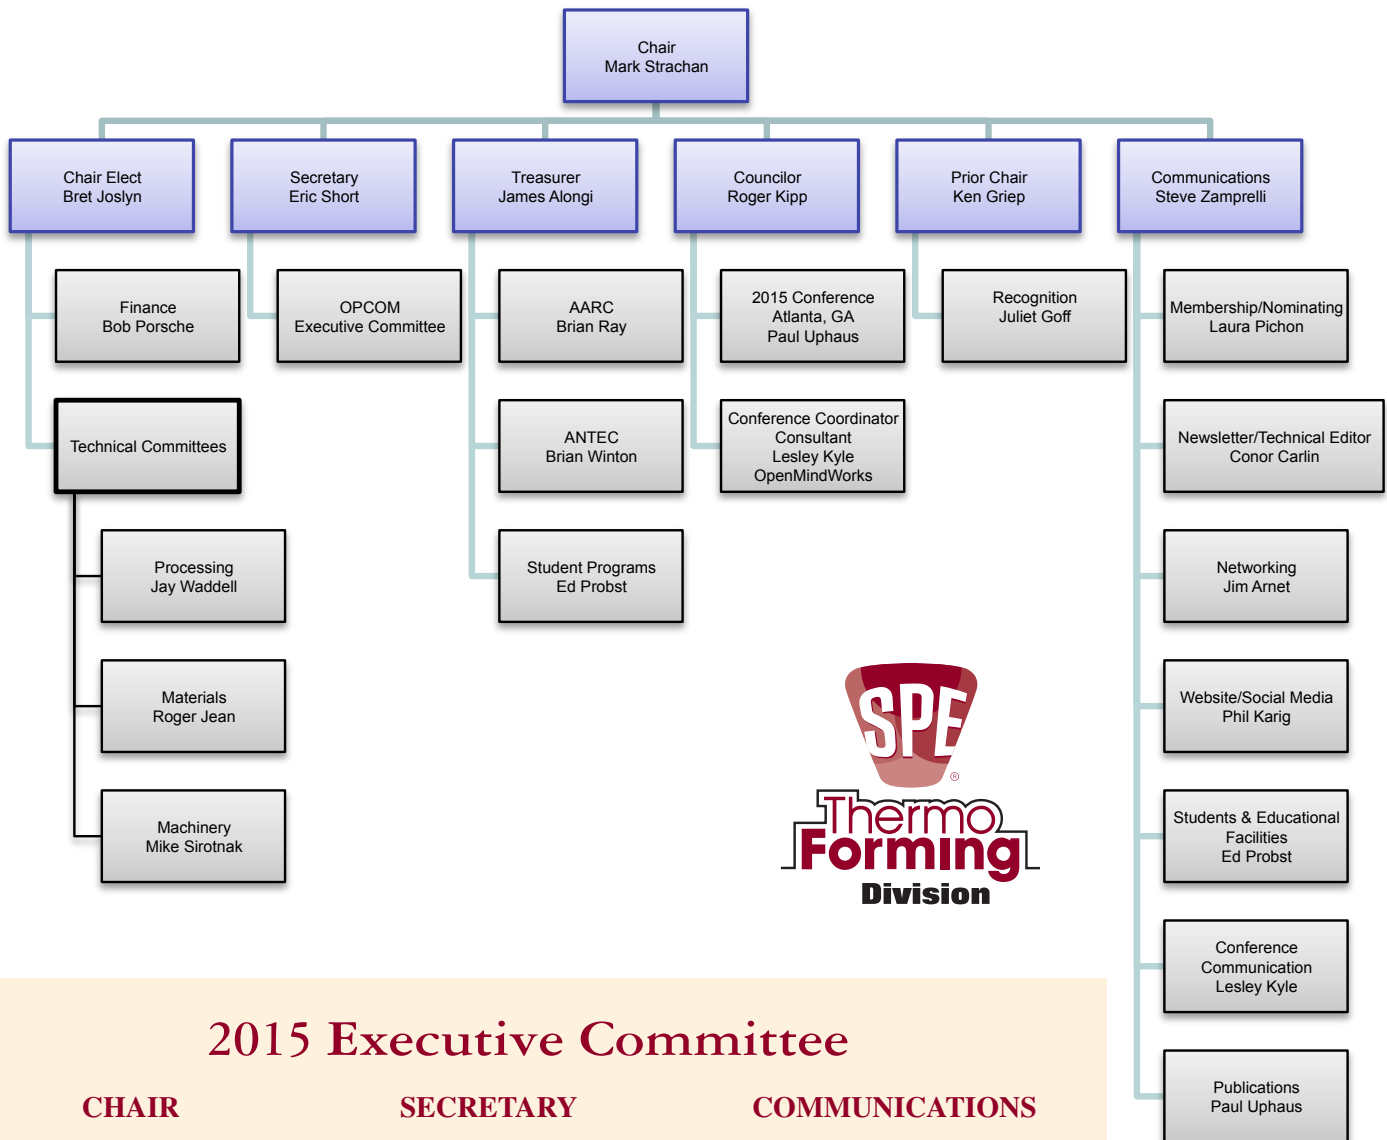 Chair
Mark Strachan
Chair Elect
Bret Joslyn
Secretary
Eric Short
Treasurer
James Alongi
Councilor
Roger Kipp
Prior Chair
Ken Griep
Communications
Steve Zamprelli
Finance
Bob Porsche
OPCOM
Executive Committee
AARC
Brian Ray
2015 Conference
Atlanta, GA
Paul Uphaus
Recognition
Juliet Goff
Membership/Nominating
Laura Pichon
Technical Committees
ANTEC
Brian Winton
Conference Coordinator
Consultant
Lesley Kyle
OpenMindWorks
Newsletter/Technical Editor
Conor Carlin
Processing
Jay Waddell
Student Programs
Ed Probst
Networking
Jim Arnet
Materials
Roger Jean
Website/Social Media
Phil Karig
Machinery
Mike Sirotnak
Students & Educational
Facilities
Ed Probst
SPE
®
Thermo
Forming
Division
Conference
Communication
Lesley Kyle
Publications
Paul Uphaus
2015 Executive Committee
CHAIR
SECRETARY
COMMUNICATIONS